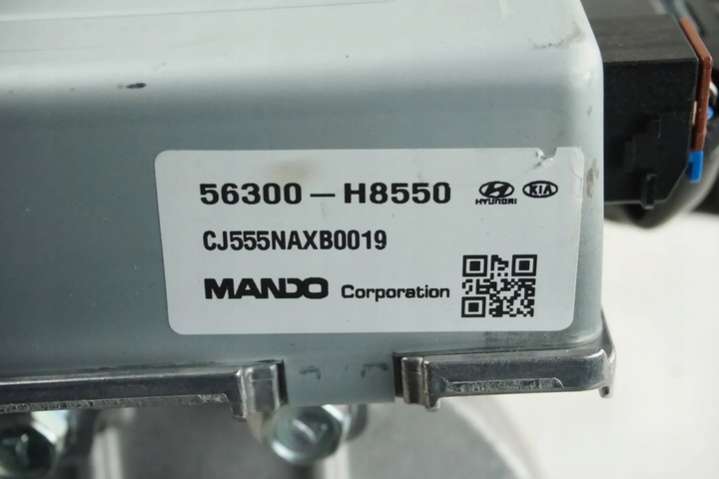 56300-H8550
HYUNDAI KIA
CJ555NAXB0019
MANDO Corporation